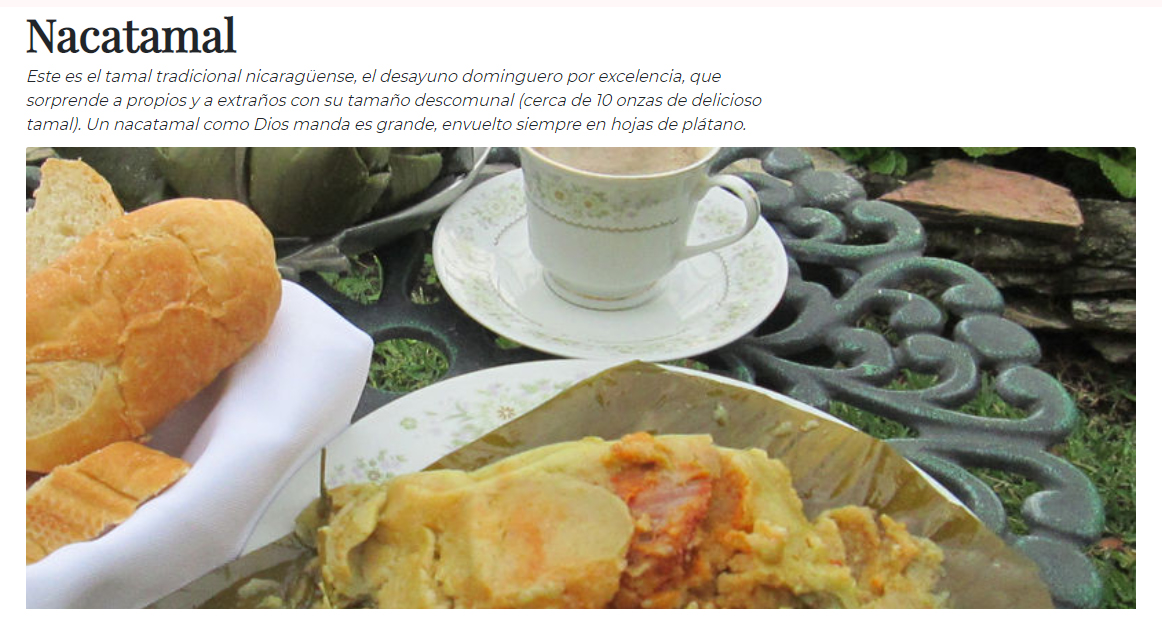 Nacatamal
Este es el tamal tradicional nicaragüense, el desayuno dominguero por excelencia, que
sorprende a propios y a extraños con su tamaño descomunal (cerca de 10 onzas de delicioso
tamal). Un nacatamal como Dios manda es grande, envuelto siempre en hojas de plátano.